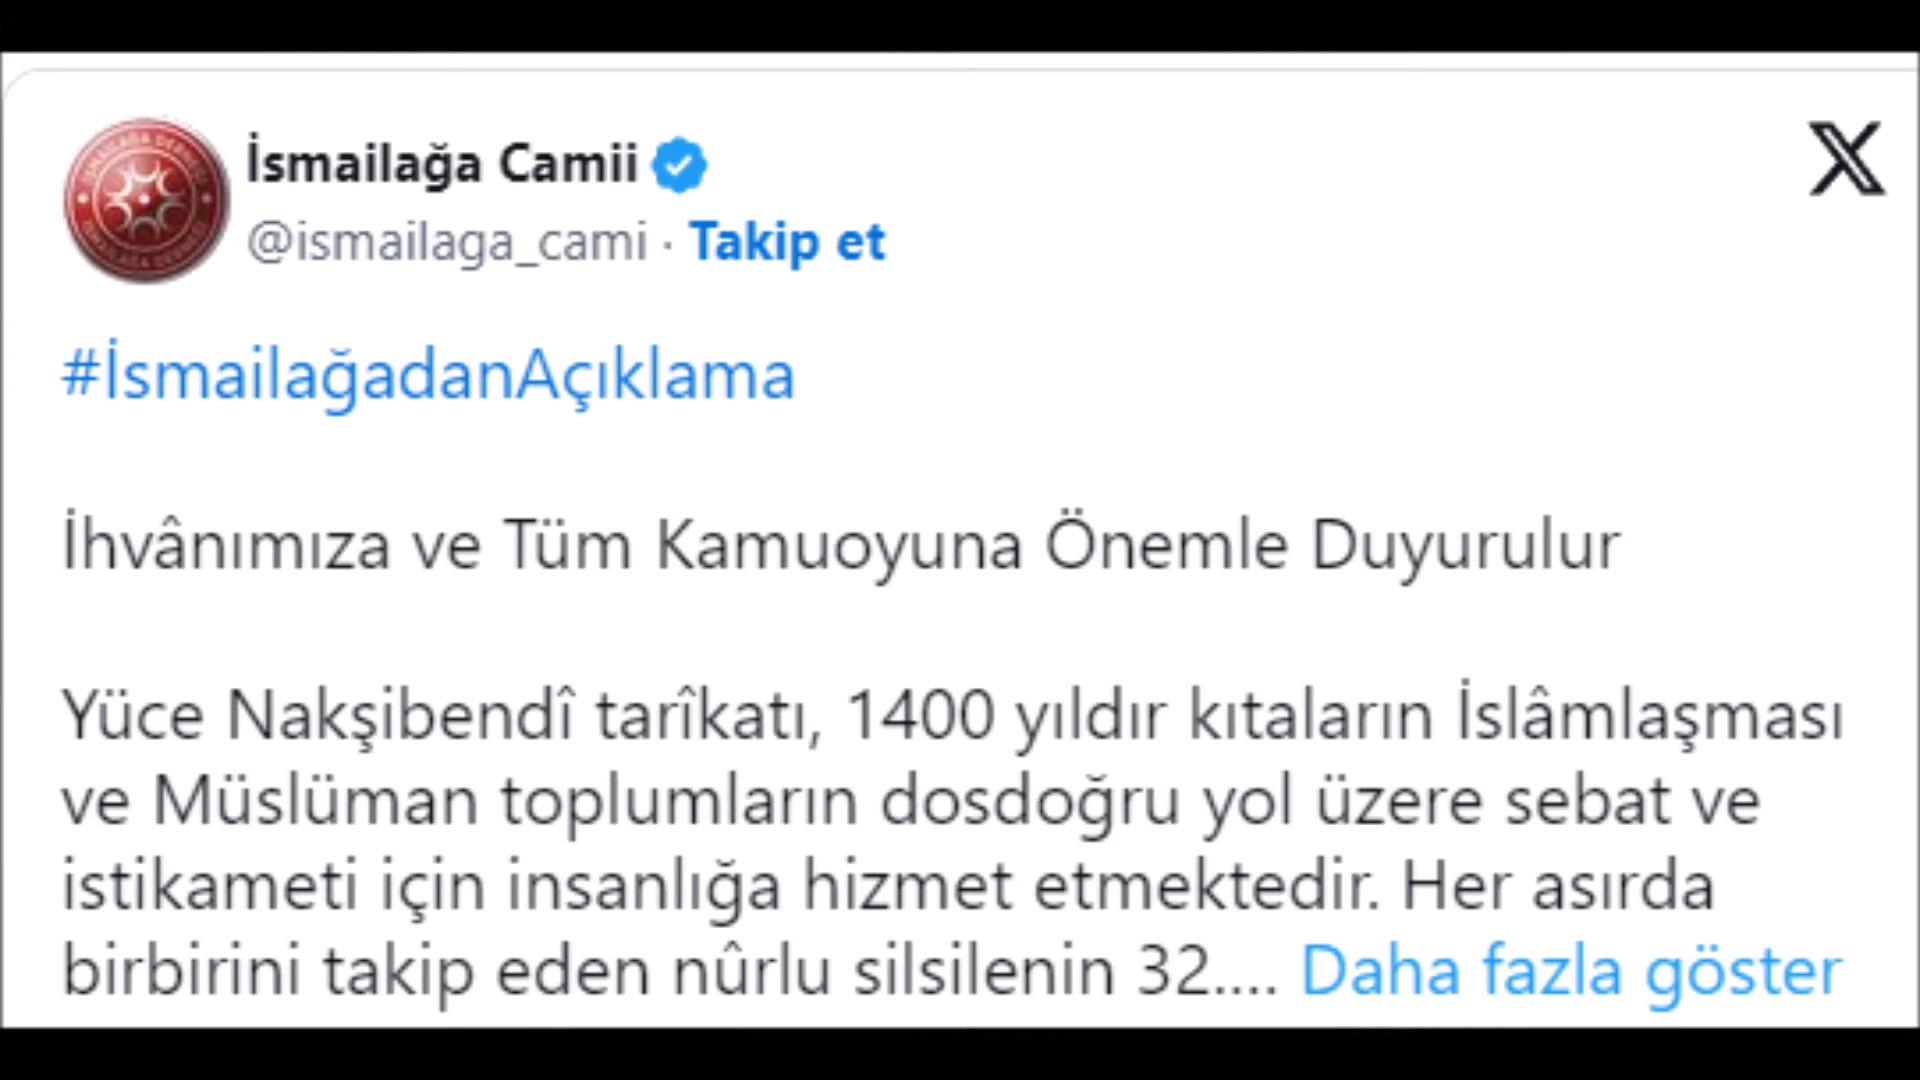 İsmailağa Camii
@ismailaga_cami · Takip et
#İsmailağadanAçıklama
İhvânımıza ve Tüm Kamuoyuna Önemle Duyurulur
Yüce Nakşibendî tarîkatı, 1400 yıldır kıtaların İslâmlaşması
ve Müslüman toplumların dosdoğru yol üzere sebat ve
istikameti için insanlığa hizmet etmektedir. Her asırda
birbirini takip eden nûrlu silsilenin 32.... Daha fazla göster